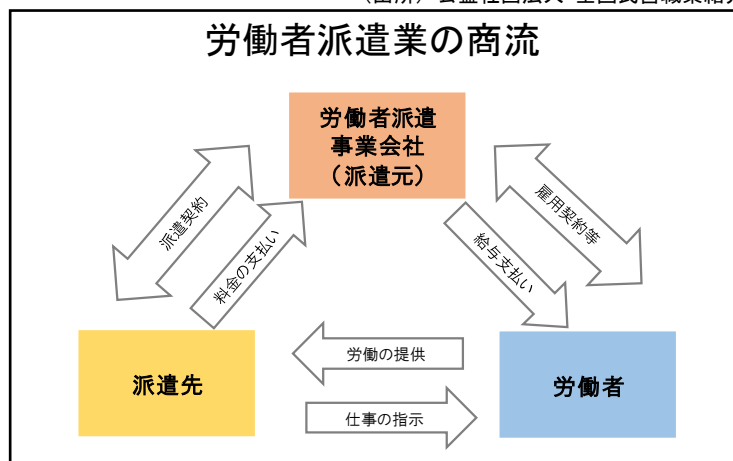 労働者派遣業の商流
労働者派遣
事業会社
（派遣元）
派遣契約
料金の支払い
給与支払い
雇用契約等
労働の提供
仕事の指示
派遣先
労働者